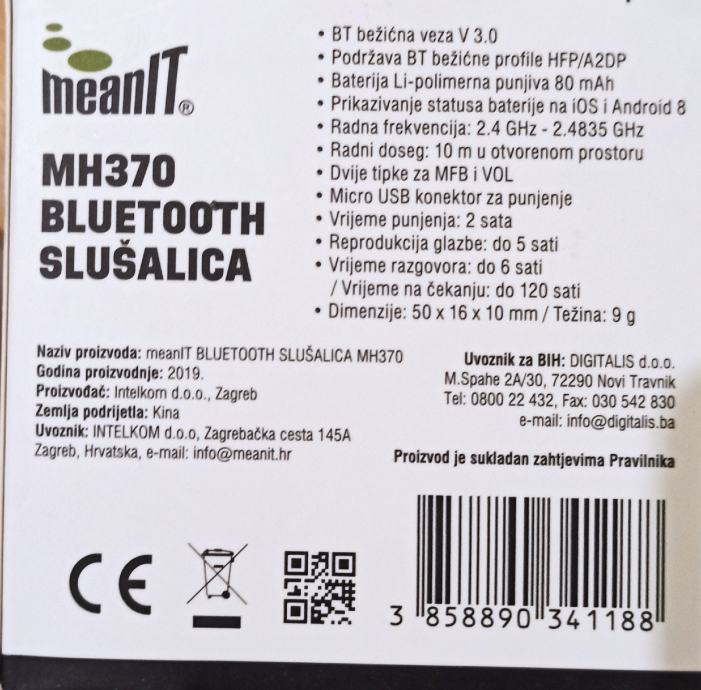 meanIT®
MH370
BLUETOOTH
SLUŠALICA
• BT bežićna veza V 3.0
• Podržava BT bežićne profile HFP/A2DP
• Baterija Li-polimerna punjiva 80 mAh
• Prikazivanje statusa baterije na iOS i Android 8
• Radna frekvencija: 2.4 GHz - 2.4835 GHz
• Radni doseg: 10 m u otvorenom prostoru
• Dvije tipke za MFB i VOL
• Micro USB konektor za punjenje
• Vrijeme punjenja: 2 sata
• Reprodukcija glazbe: do 5 sati
• Vrijeme razgovora: do 6 sati
/ Vrijeme na čekanju: do 120 sati
• Dimenzije: 50 x 16 x 10 mm / Težina: 9 g
Naziv proizvoda: meanIT BLUETOOTH SLUŠALICA MH370
Godina proizvodnje: 2019.
Proizvođač: Intelkom d.o.o., Zagreb
Zemlja podrijetla: Kina
Uvoznik: INTELKOM d.o.o, Zagrebačka cesta 145A
Zagreb, Hrvatska, e-mail: info@meanit.hr
Uvoznik za BIH: DIGITALIS d.o.o.
M.Spahe 2A/30, 72290 Novi Travnik
Tel: 0800 22 432, Fax: 030 542 830
e-mail: info@digitalis.ba
Proizvod je sukladan zahtjevima Pravilnika
CE
3 858890 341188